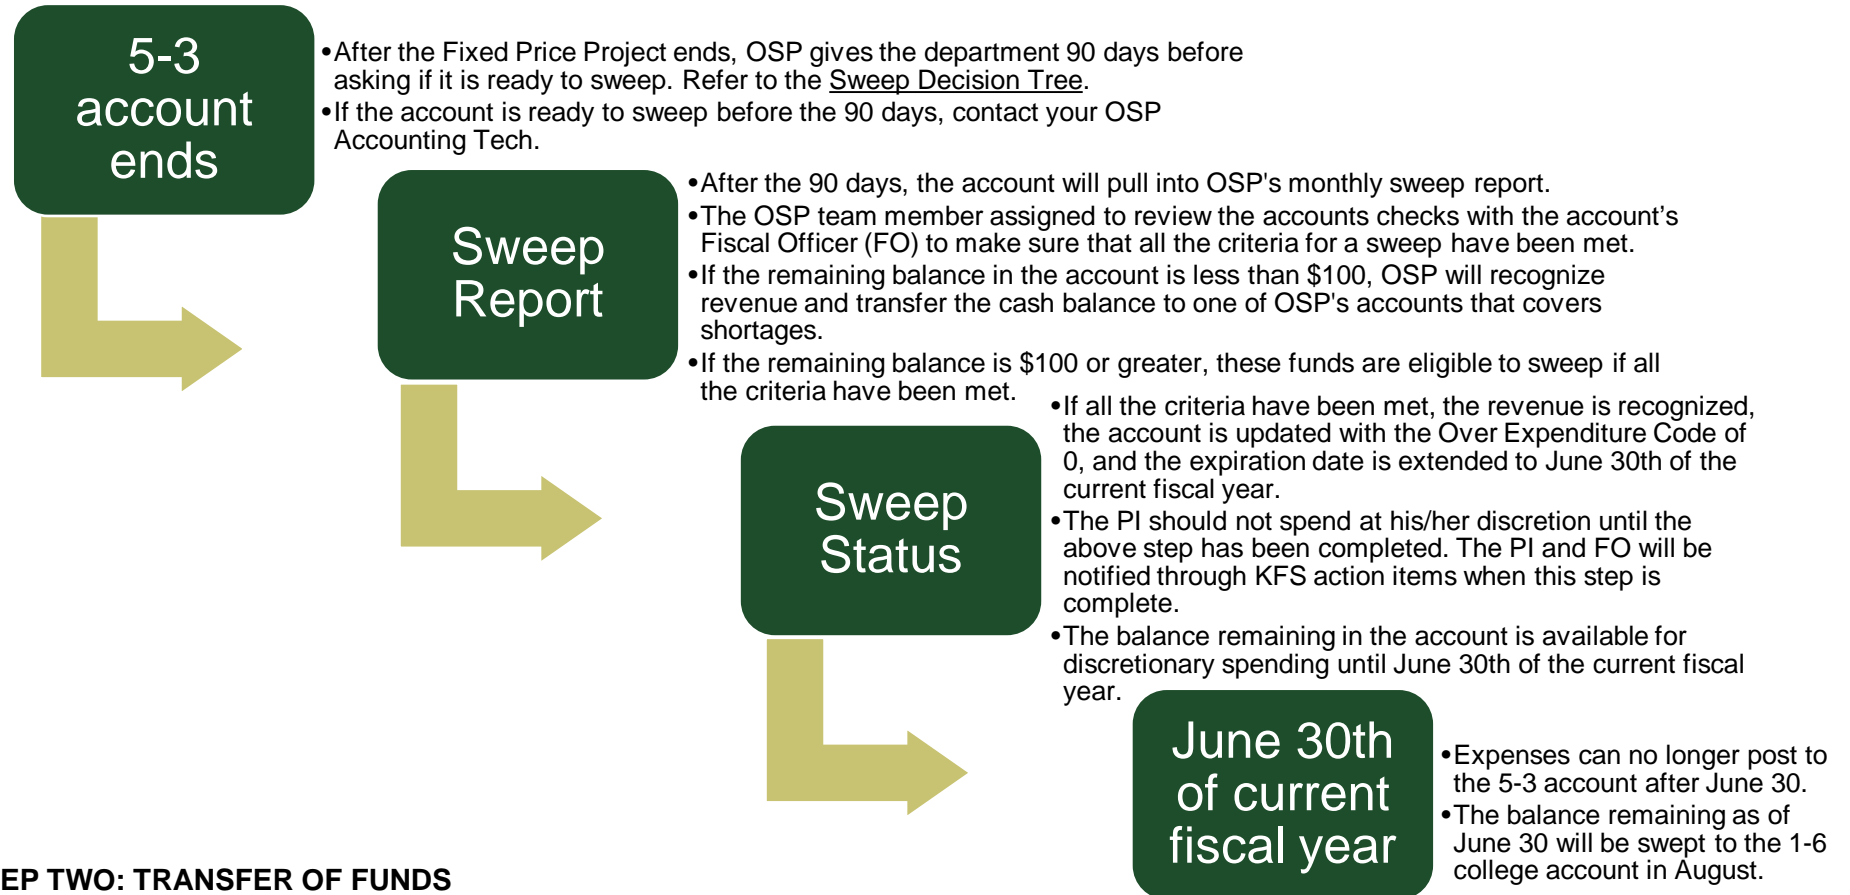 5-3
account
ends
•After the Fixed Price Project ends, OSP gives the department 90 days before
asking if it is ready to sweep. Refer to the Sweep Decision Tree.
•If the account is ready to sweep before the 90 days, contact your OSP
Accounting Tech.
Sweep
Report
•After the 90 days, the account will pull into OSP's monthly sweep report.
•The OSP team member assigned to review the accounts checks with the account’s
Fiscal Officer (FO) to make sure that all the criteria for a sweep have been met.
•If the remaining balance in the account is less than $100, OSP will recognize
revenue and transfer the cash balance to one of OSP's accounts that covers
shortages.
•If the remaining balance is $100 or greater, these funds are eligible to sweep if all
the criteria have been met.
Sweep
Status
•If all the criteria have been met, the revenue is recognized,
the account is updated with the Over Expenditure Code of
0, and the expiration date is extended to June 30th of the
current fiscal year.
•The PI should not spend at his/her discretion until the
above step has been completed. The PI and FO will be
notified through KFS action items when this step is
complete.
•The balance remaining in the account is available for
discretionary spending until June 30th of the current fiscal
year.
June 30th
of current
fiscal year
•Expenses can no longer post to
the 5-3 account after June 30.
•The balance remaining as of
June 30 will be swept to the 1-6
college account in August.
EP TWO: TRANSFER OF FUNDS